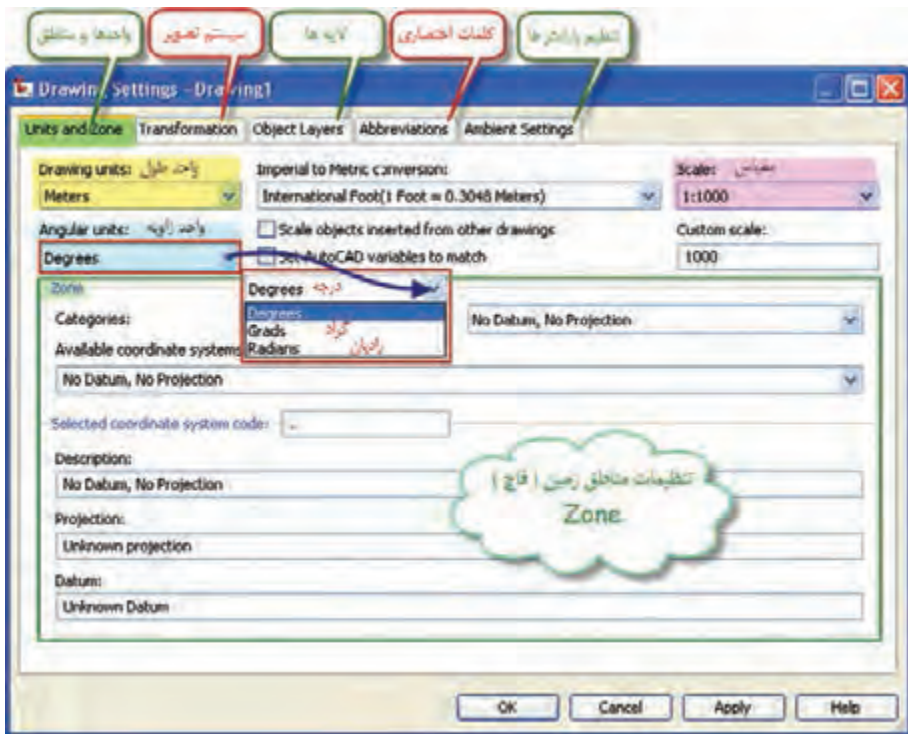 واحدها و مناطق
سیستم تصویر
لایه ها
کلمات اختصاری
تنظیم پارامترها
Drawing Settings - Drawing1
Units and Zone Transformation Object Layers Abbreviations Ambient Settings
Drawing units: واحد طول
Imperial to Metric conversion:
Scale: مقیاس
Meters
International Foot(1 Foot = 0.3048 Meters)
1:1000
Angular units: واحد زاویه
Scale objects inserted from other drawings
Custom scale:
Degrees
Set AutoCAD variables to match
1000
Zone
Degrees درجه
Degrees
Grads گراد
Radians رادیان
Categories:
No Datum, No Projection
Available coordinate systems
No Datum, No Projection
Selected coordinate system code: .
Description:
No Datum, No Projection
تنظیمات مناطق زمین ( قاچ )
Zone
Projection:
Unknown projection
Datum:
Unknown Datum
OK Cancel Apply Help